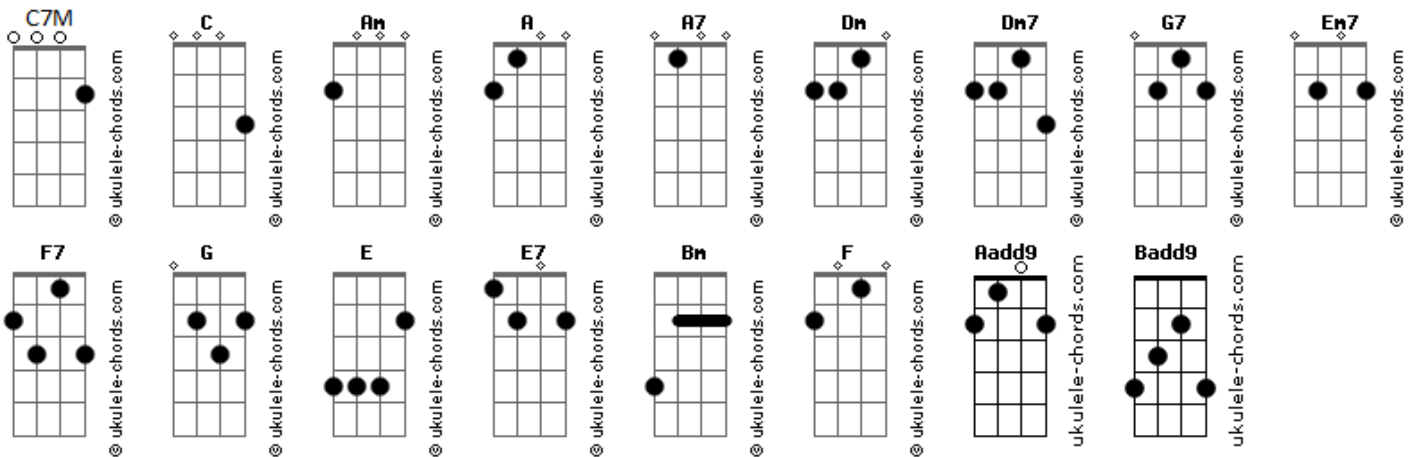 C7M C Am A A7 Dm Dm7 G7 Em7
© ukulele-chords.com © ukulele-chords.com © ukulele-chords.com © ukulele-chords.com © ukulele-chords.com © ukulele-chords.com © ukulele-chords.com © ukulele-chords.com © ukulele-chords.com
F7 G E E7 Bm F Aadd9 Badd9
© ukulele-chords.com © ukulele-chords.com © ukulele-chords.com © ukulele-chords.com © ukulele-chords.com © ukulele-chords.com ukulele-chords.com ukulele-chords.com